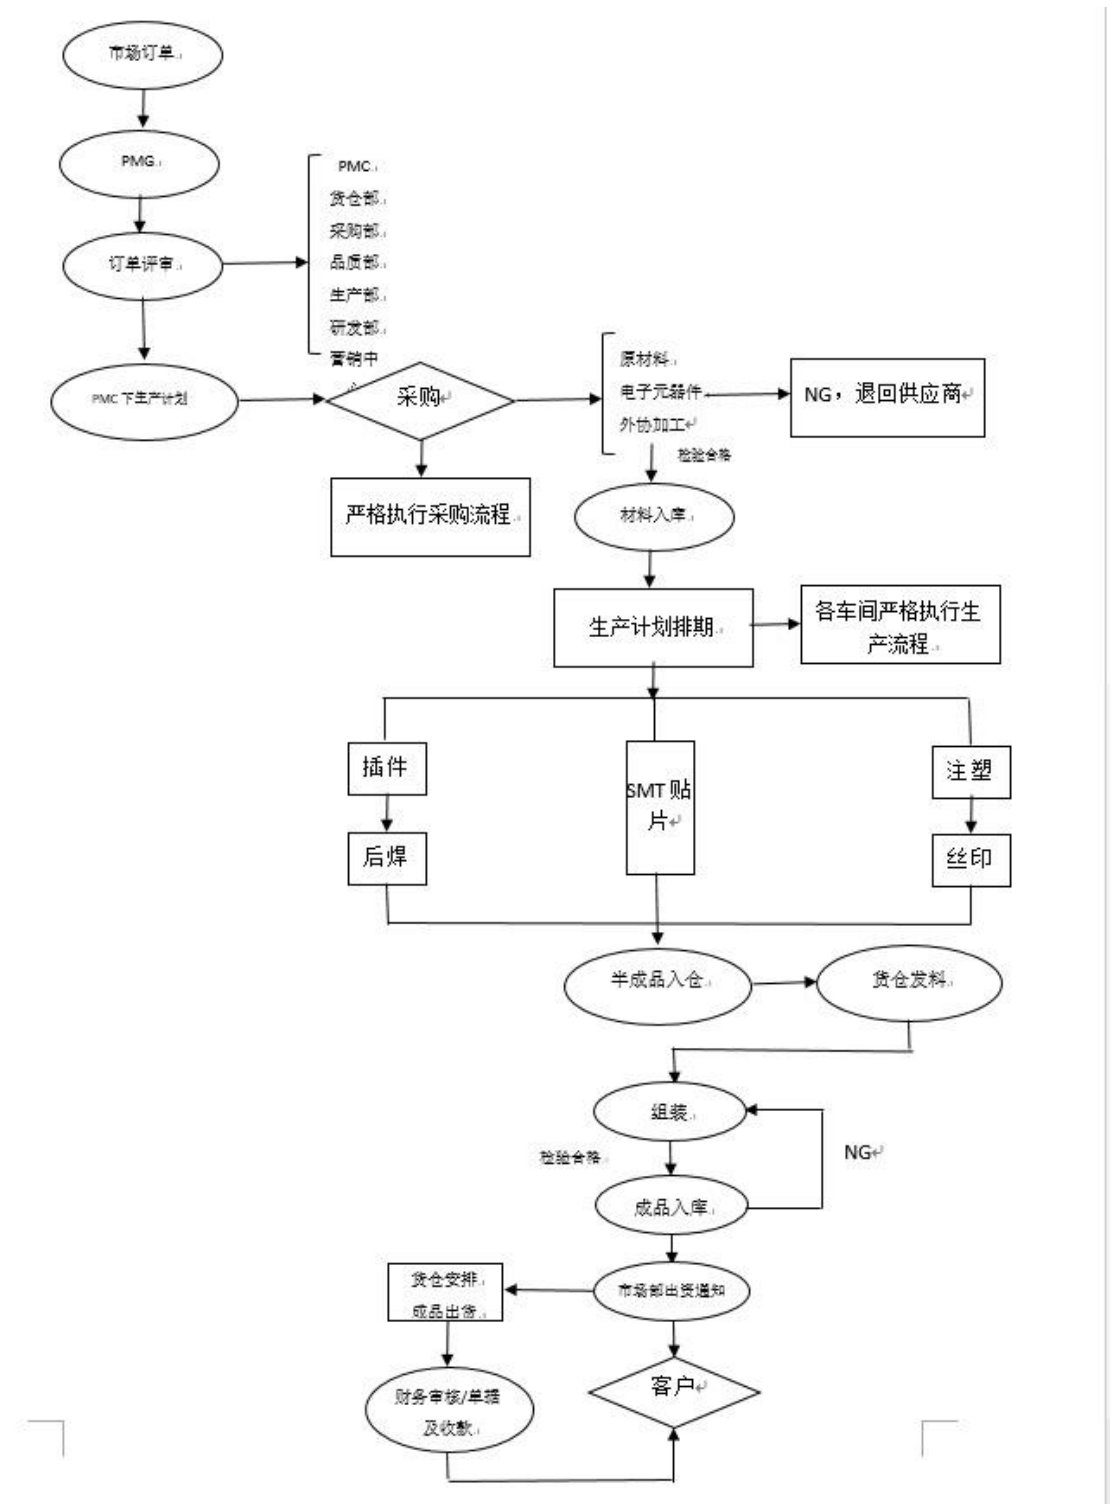 市场订单
PMG
订单评审
PMC
货仓部
采购部
品质部
生产部
研发部
营销中
PMC 下生产计划
采购
严格执行采购流程
原材料
电子元器件
外协加工
NG，退回供应商
检验合格
材料入库
生产计划排期
各车间严格执行生
产流程
插件
后焊
SMT 贴
片
注塑
丝印
半成品入仓
货仓发料
组装
检验合格
NG
成品入库
市场部出货通知
货仓安排
成品出货
财务审核/单据
及收款
客户